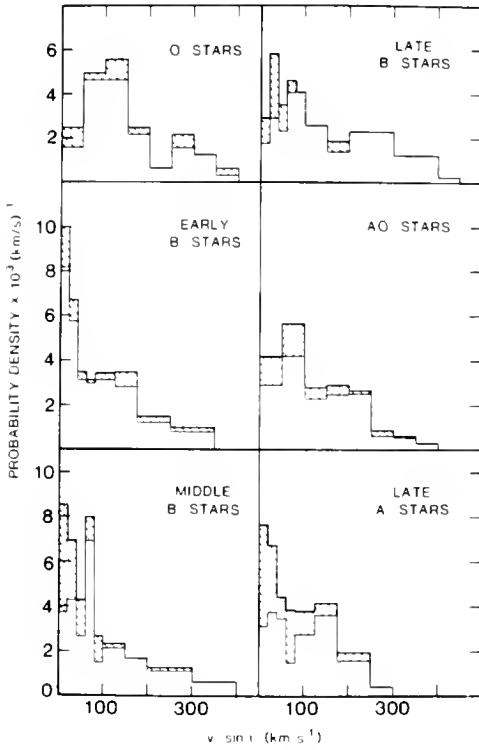 O STARS
LATE
B STARS
8
6
4
2
EARLY
B STARS
AO STARS
10
8
6
4
2
MIDDLE
B STARS
LATE
A STARS
10
8
6
4
2
0
100
300
100
300
PROBABILITY DENSITY × 10³ (km/s)⁻¹
v sin i (km s⁻¹)